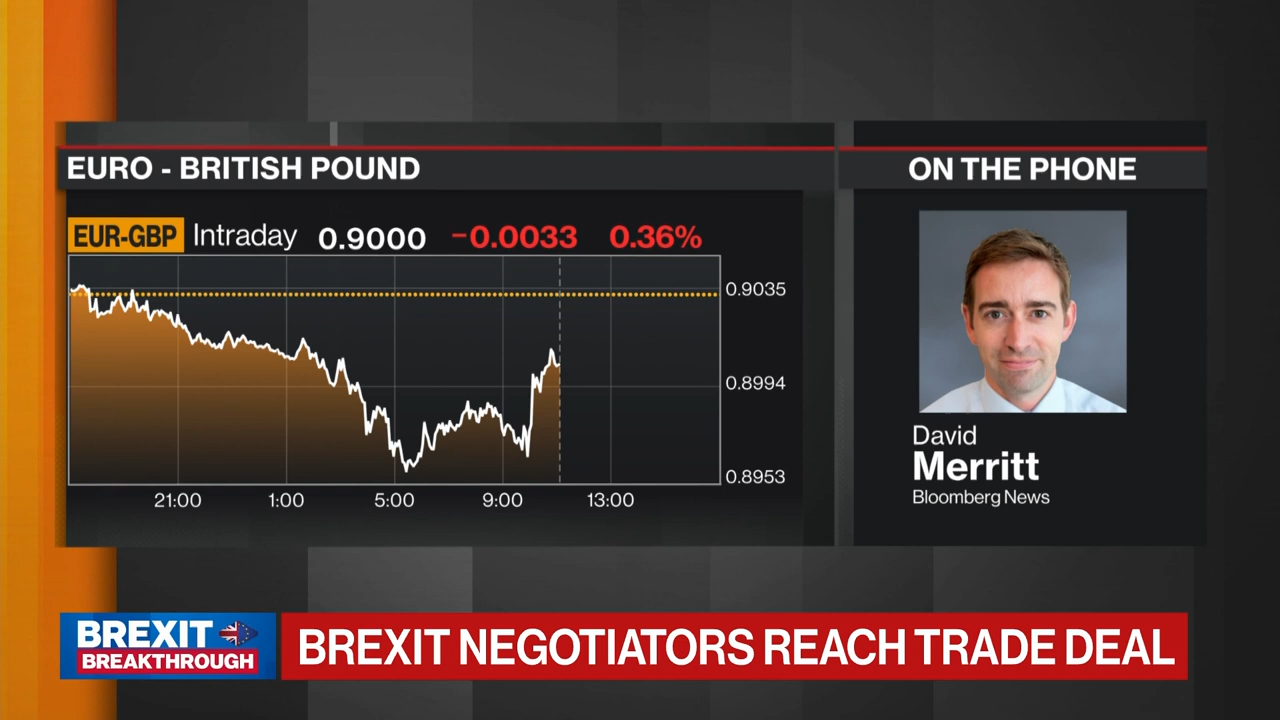 EURO - BRITISH POUND
EUR-GBP Intraday 0.9000 -0.0033 0.36%
0.9035
0.8994
0.8953
21:00 1:00 5:00 9:00 13:00
ON THE PHONE
David
Merritt
Bloomberg News
BREXIT
BREAKTHROUGH
BREXIT NEGOTIATORS REACH TRADE DEAL